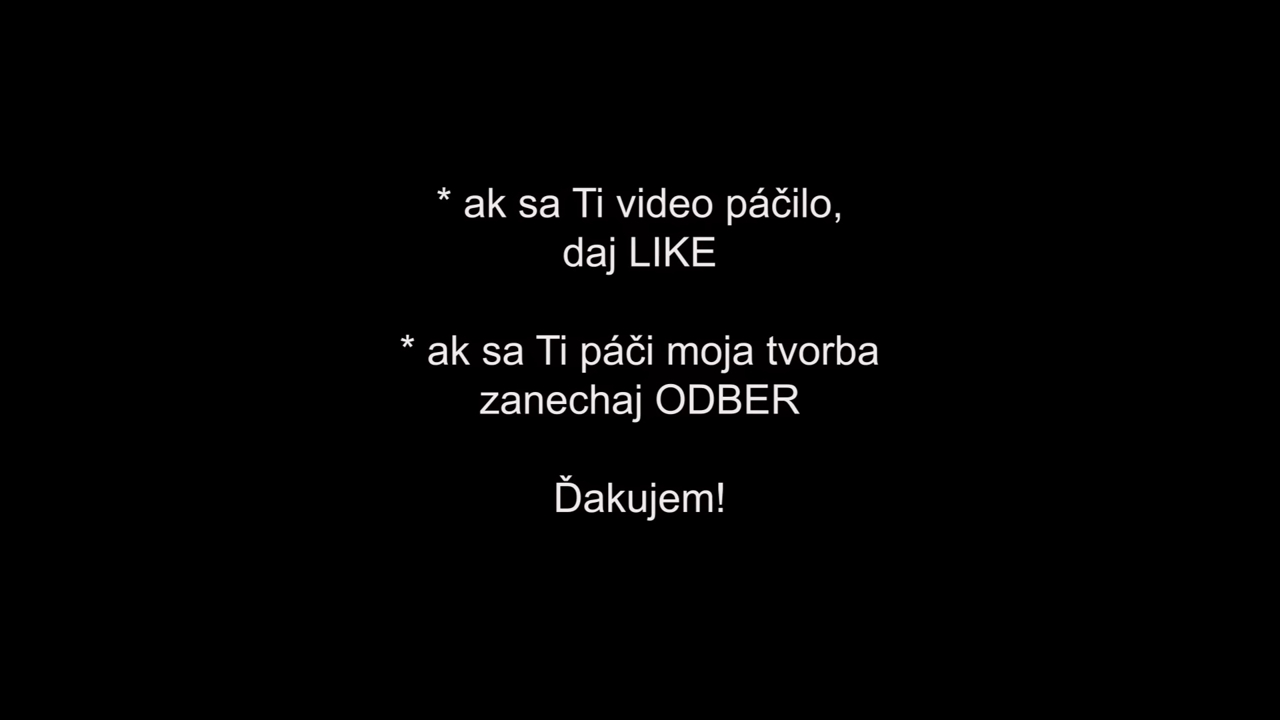 * ak sa Ti video páčilo,
daj LIKE
* ak sa Ti páči moja tvorba
zanechaj ODBER
Ďakujem!